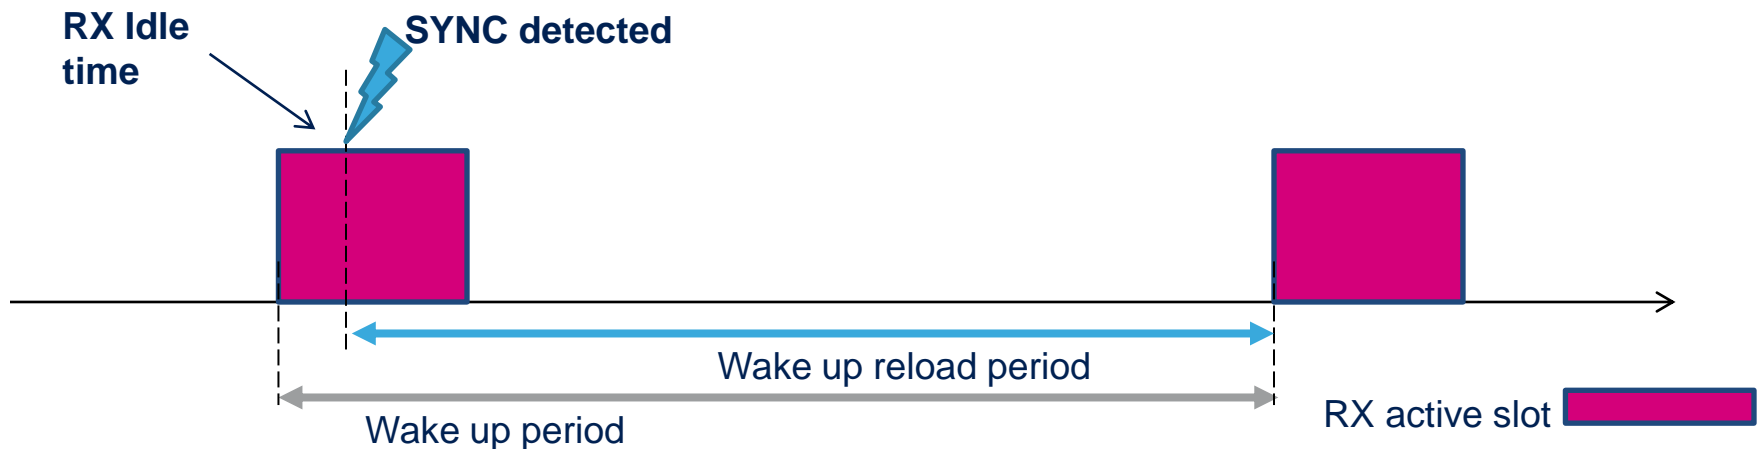 RX Idle
time
SYNC detected
Wake up reload period
Wake up period
RX active slot